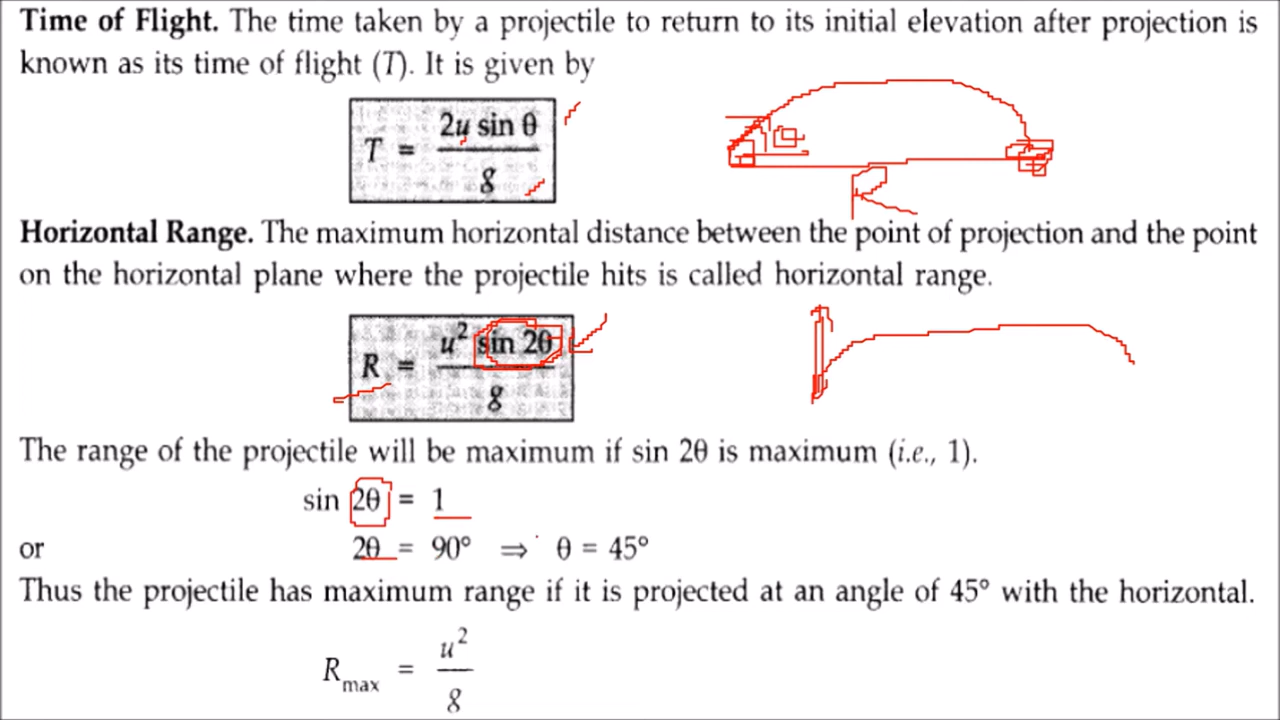 Time of Flight. The time taken by a projectile to return to its initial elevation after projection is
known as its time of flight (T). It is given by
T = 2u sin θ / g
R
Horizontal Range. The maximum horizontal distance between the point of projection and the point
on the horizontal plane where the projectile hits is called horizontal range.
R = u² sin 2θ / g
The range of the projectile will be maximum if sin 2θ is maximum (i.e., 1).
sin 2θ = 1
or 2θ = 90° ⇒ θ = 45°
Thus the projectile has maximum range if it is projected at an angle of 45° with the horizontal.
Rmax = u² / g